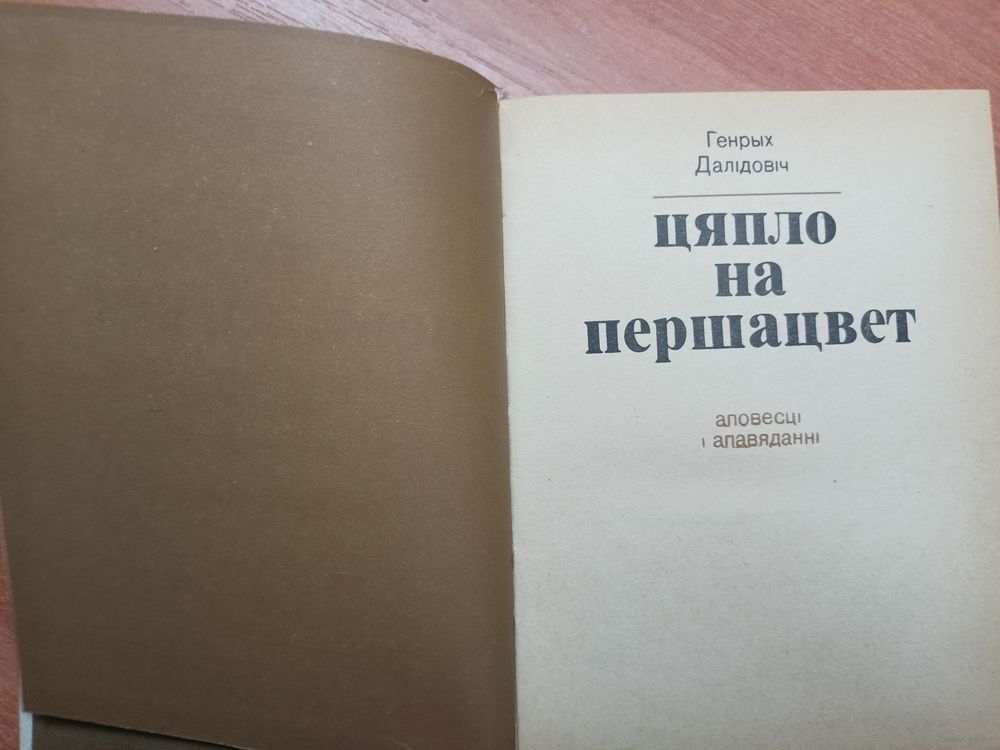 Генрых
Далідовіч
цяпло
на
першацвет
аповесці
і апавяданні